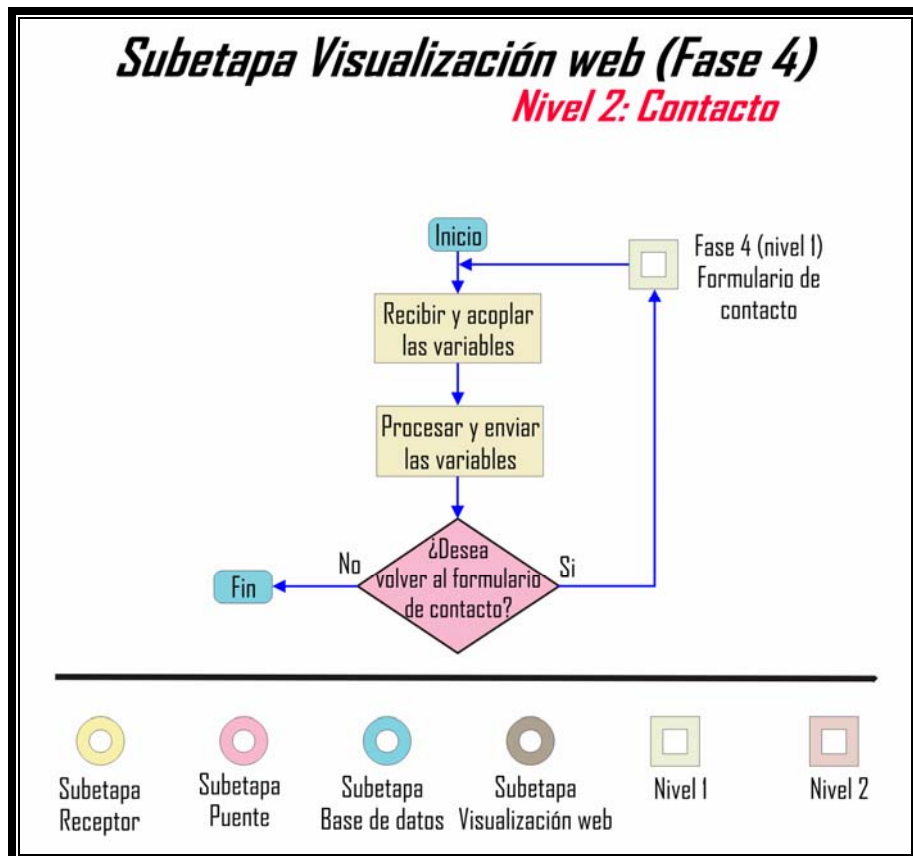 Subetapa Visualización web (Fase 4)
Nivel 2: Contacto
Inicio
Fase 4 (nivel 1)
Formulario de
contacto
Recibir y acoplar
las variables
Procesar y enviar
las variables
¿Desea
volver al formulario
de contacto?
No
Si
Fin
Subetapa
Receptor
Subetapa
Puente
Subetapa
Base de datos
Subetapa
Visualización web
Nivel 1
Nivel 2